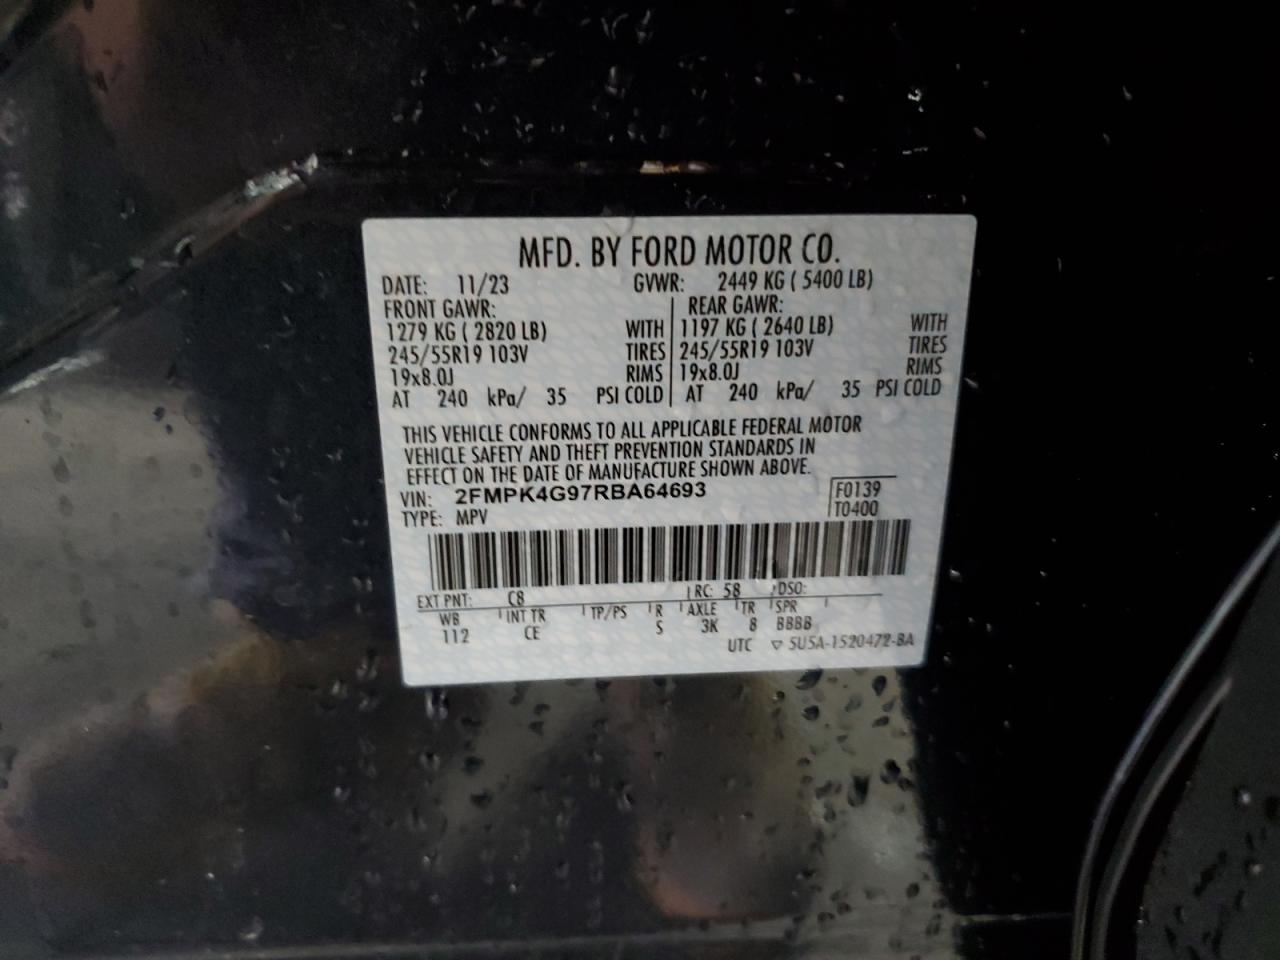 MFD. BY FORD MOTOR CO.
DATE: 11/23 GVWR: 2449 KG ( 5400 LB)
FRONT GAWR: REAR GAWR:
1279 KG ( 2820 LB) WITH 1197 KG ( 2640 LB) WITH
245/55R19 103V TIRES 245/55R19 103V TIRES
19x8.0J RIMS 19x8.0J RIMS
AT 240 kPa/ 35 PSI COLD AT 240 kPa/ 35 PSI COLD
THIS VEHICLE CONFORMS TO ALL APPLICABLE FEDERAL MOTOR
VEHICLE SAFETY AND THEFT PREVENTION STANDARDS IN
EFFECT ON THE DATE OF MANUFACTURE SHOWN ABOVE.
VIN: 2FMPK4G97RBA64693 F0139
TYPE: MPV T0400
EXT PNT: C8 RC: 58 DSO:
WB INT TR TP/PS R AXLE TR SPR
112 CE S 3K 8 BBBB
UTC ▽ 5U5A-1520472-BA